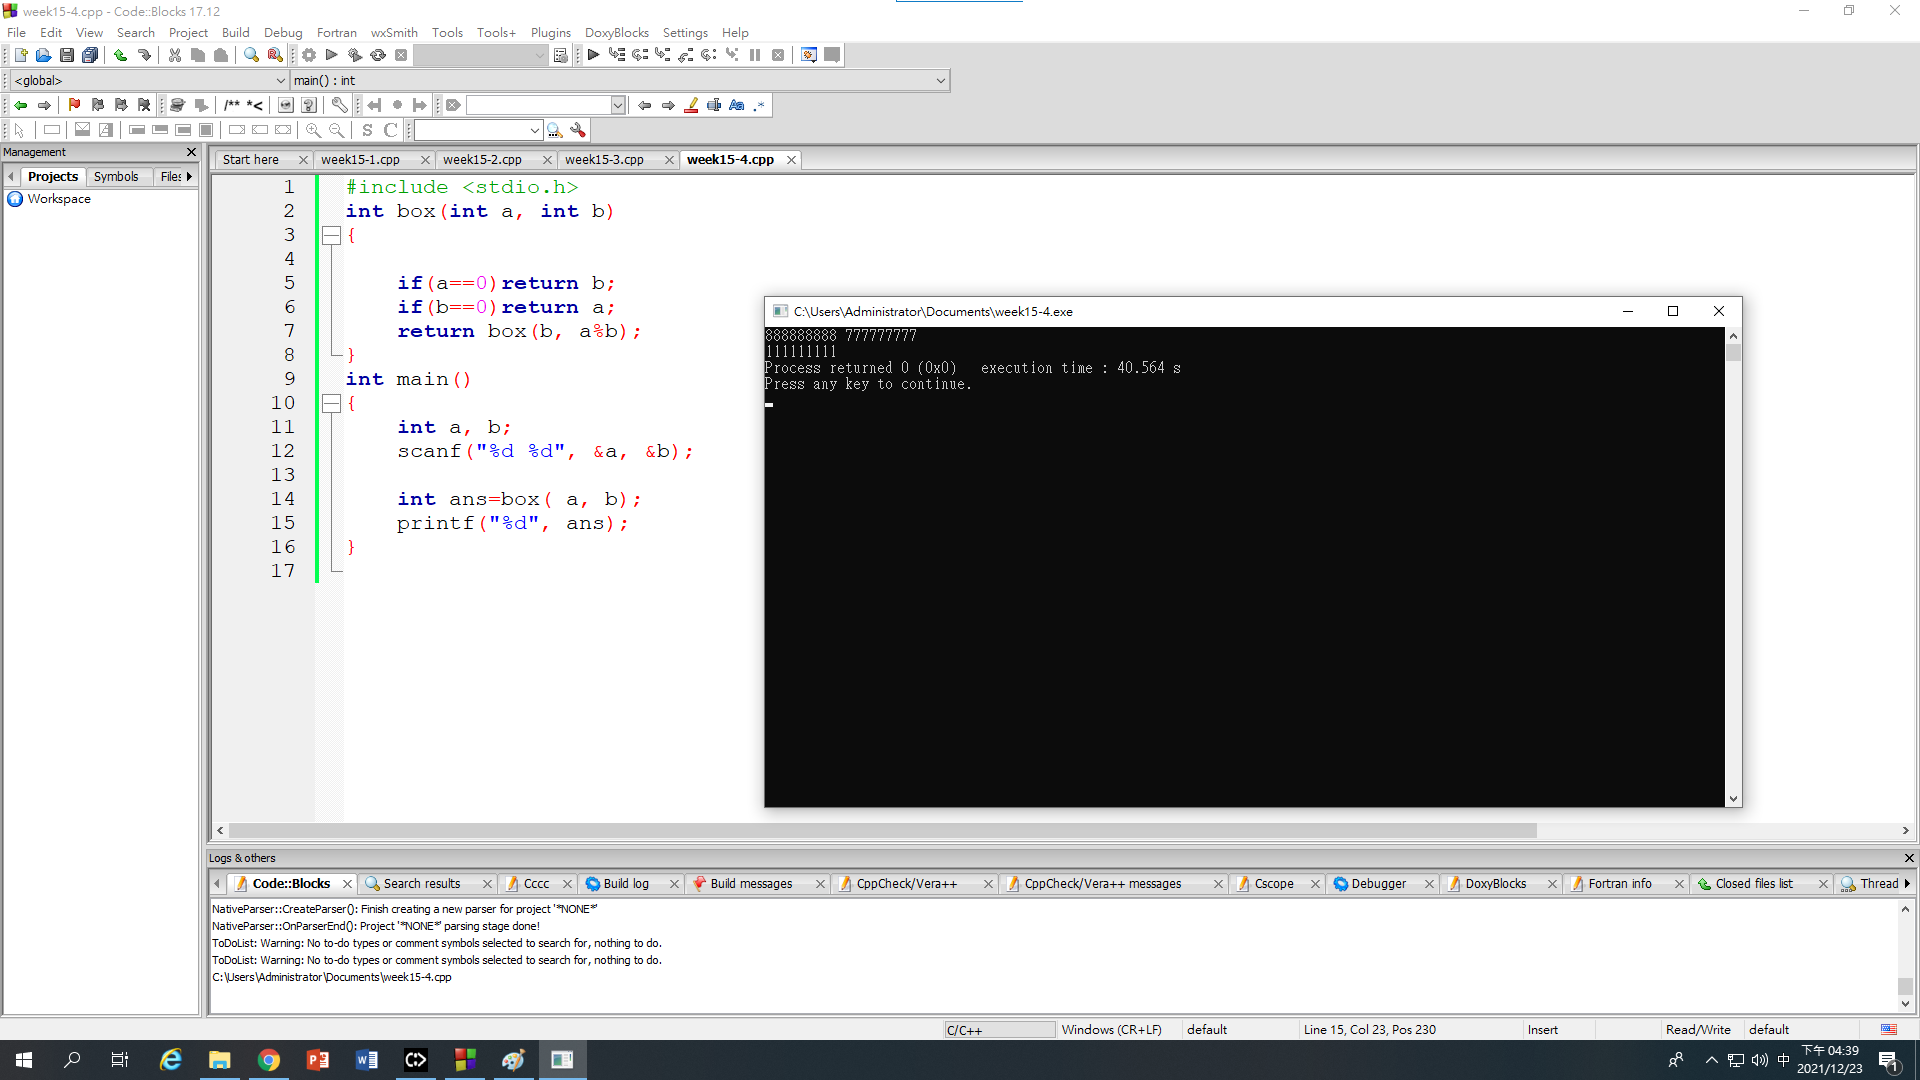 week15-4.cpp - Code::Blocks 17.12
File Edit View Search Project Build Debug Fortran wxSmith Tools Tools+ Plugins DoxyBlocks Settings Help
<global> main() : int
/** *<
Aa .*
S C
Management
Projects Symbols Files
Workspace
Start here week15-1.cpp week15-2.cpp week15-3.cpp week15-4.cpp
1 #include <stdio.h>
2 int box(int a, int b)
3 {
4
5 if(a==0)return b;
6 if(b==0)return a;
7 return box(b, a%b);
8 }
9 int main()
10 {
11 int a, b;
12 scanf("%d %d", &a, &b);
13
14 int ans=box( a, b);
15 printf("%d", ans);
16 }
17
C:\Users\Administrator\Documents\week15-4.exe
888888888 777777777
111111111
Process returned 0 (0x0) execution time : 40.564 s
Press any key to continue.
Logs & others
Code::Blocks Search results Cccc Build log Build messages CppCheck/Vera++ CppCheck/Vera++ messages Cscope Debugger DoxyBlocks Fortran info Closed files list Thread
NativeParser::CreateParser(): Finish creating a new parser for project '*NONE*'
NativeParser::OnParserEnd(): Project '*NONE*' parsing stage done!
ToDoList: Warning: No to-do types or comment symbols selected to search for, nothing to do.
ToDoList: Warning: No to-do types or comment symbols selected to search for, nothing to do.
C:\Users\Administrator\Documents\week15-4.cpp
C/C++ Windows (CR+LF) default Line 15, Col 23, Pos 230 Insert Read/Write default
中 下午 04:39
2021/12/23
1